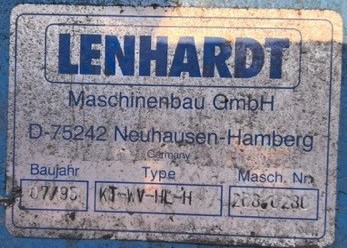 LENHARDT
Maschinenbau GmbH
D-75242 Neuhausen-Hamberg
Germany
Baujahr Type Masch. Nr.
07/95 KT-WV-HL-H